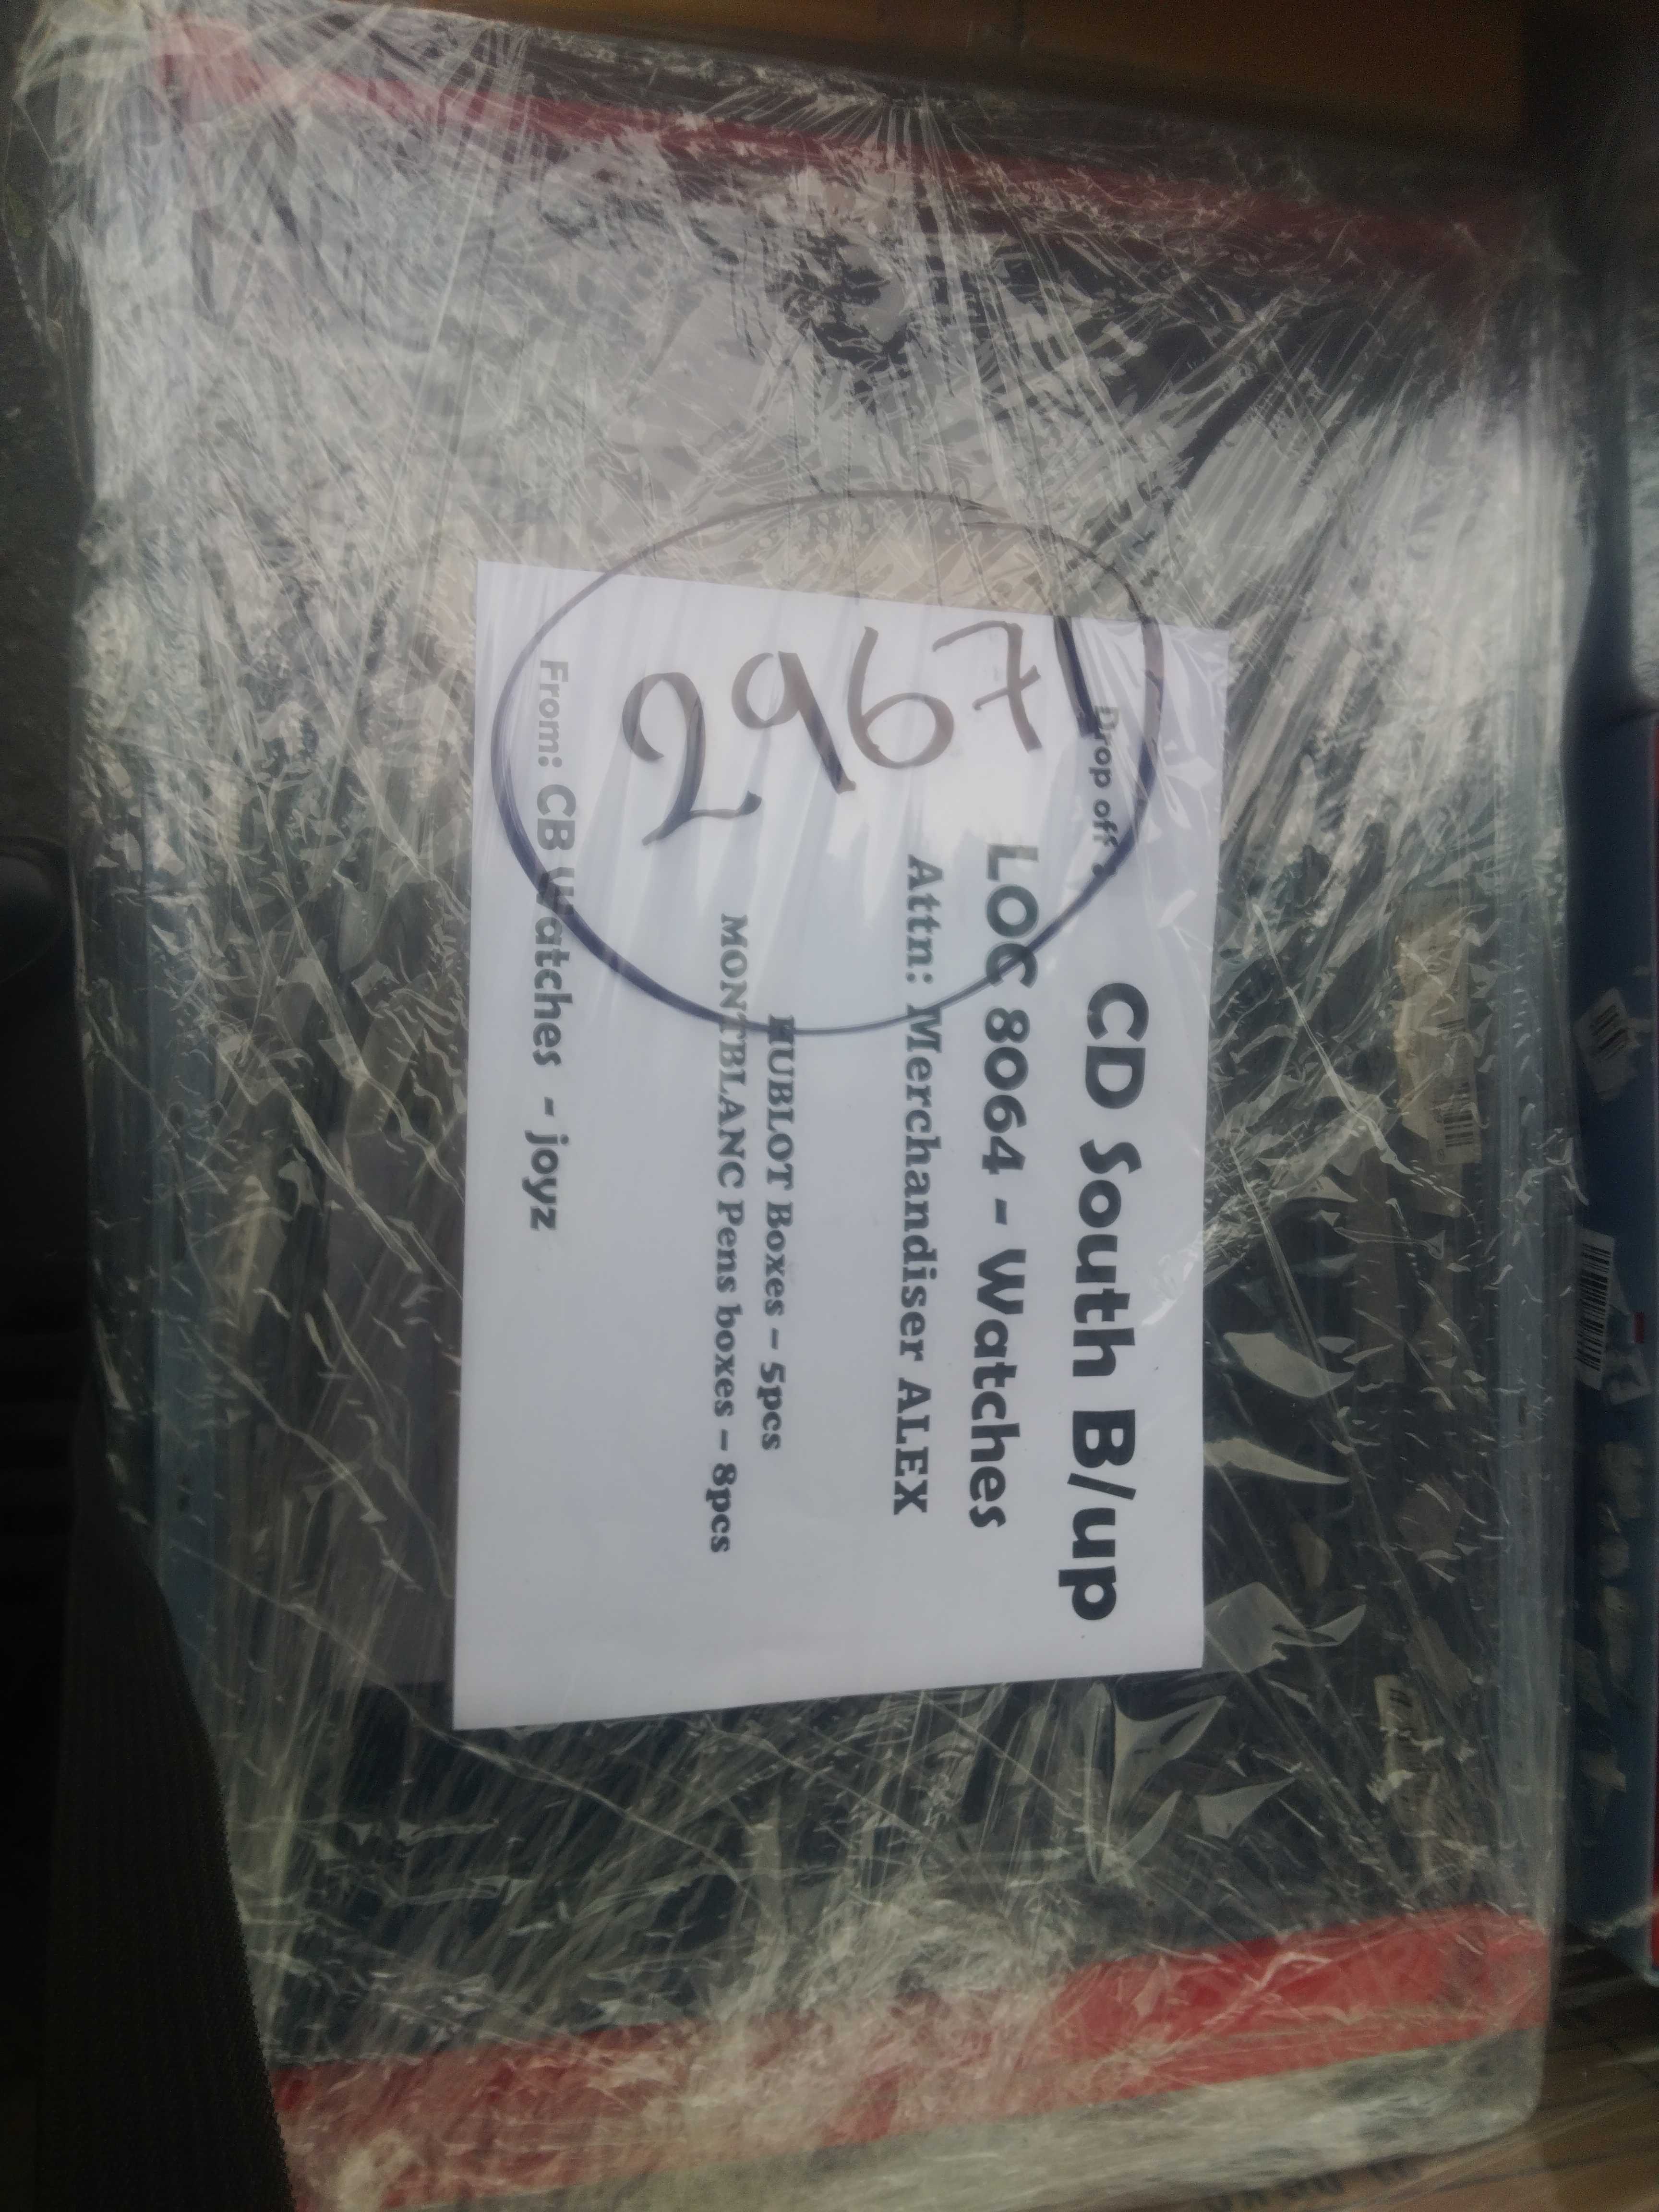 Drop off :
CD South B/up
LOC 8064 - Watches
Attn: Merchandiser ALEX
2967
HUBLOT Boxes – 5pcs
MONTBLANC Pens boxes – 8pcs
From: CB Watches - joyz